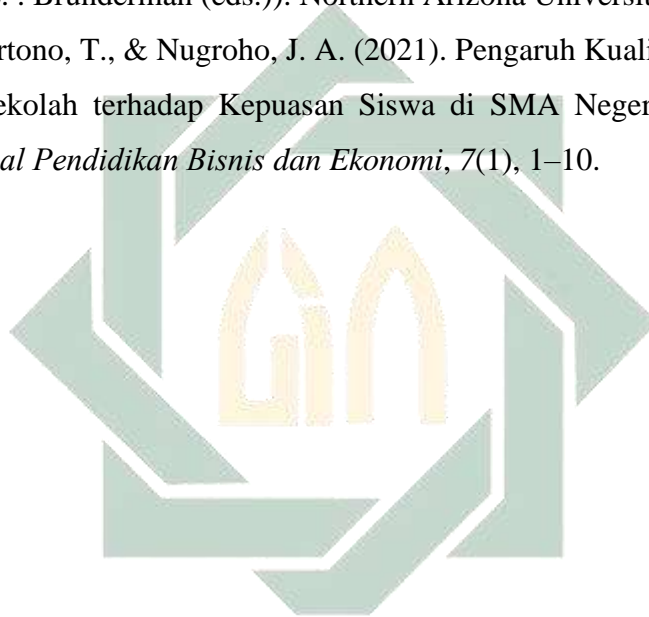 . . Brunderman (eds.)). Northern Arizona Universit
rtono, T., & Nugroho, J. A. (2021). Pengaruh Kuali
ekolah terhadap Kepuasan Siswa di SMA Neger
al Pendidikan Bisnis dan Ekonomi, 7(1), 1–10.
uin